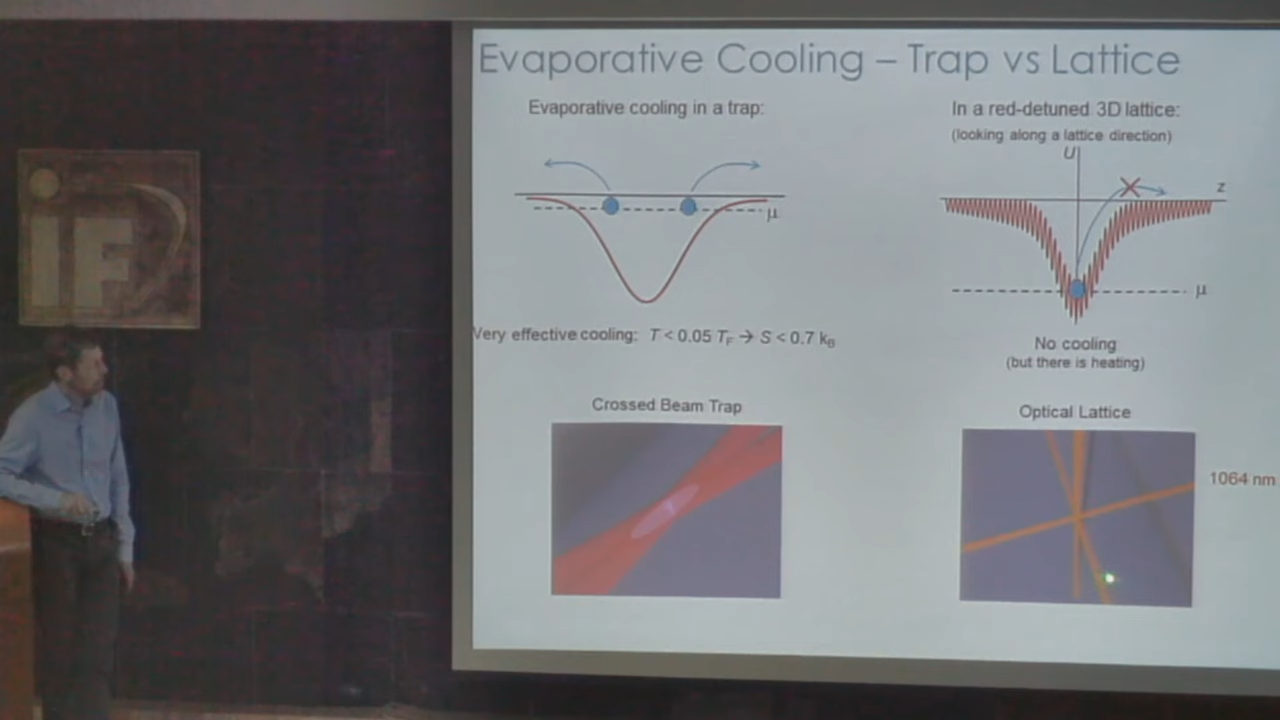 Evaporative Cooling – Trap vs Lattice
Evaporative cooling in a trap:
μ
Very effective cooling: T < 0.05 T_F → S < 0.7 k_B
Crossed Beam Trap
In a red-detuned 3D lattice:
(looking along a lattice direction)
U
z
μ
No cooling
(but there is heating)
Optical Lattice
1064 nm
iF